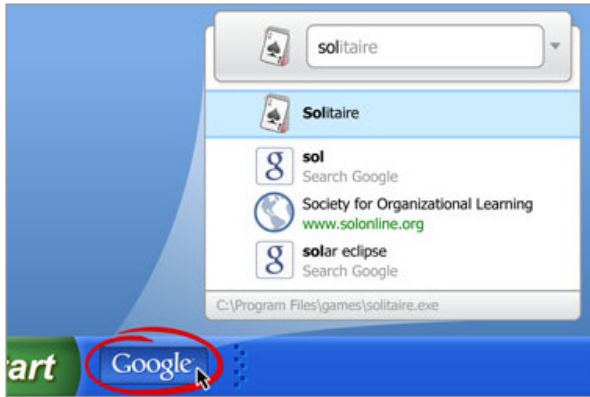 solitaire
Solitaire
sol
Search Google
Society for Organizational Learning
www.solonline.org
solar eclipse
Search Google
C:\Program Files\games\solitaire.exe
art
Google